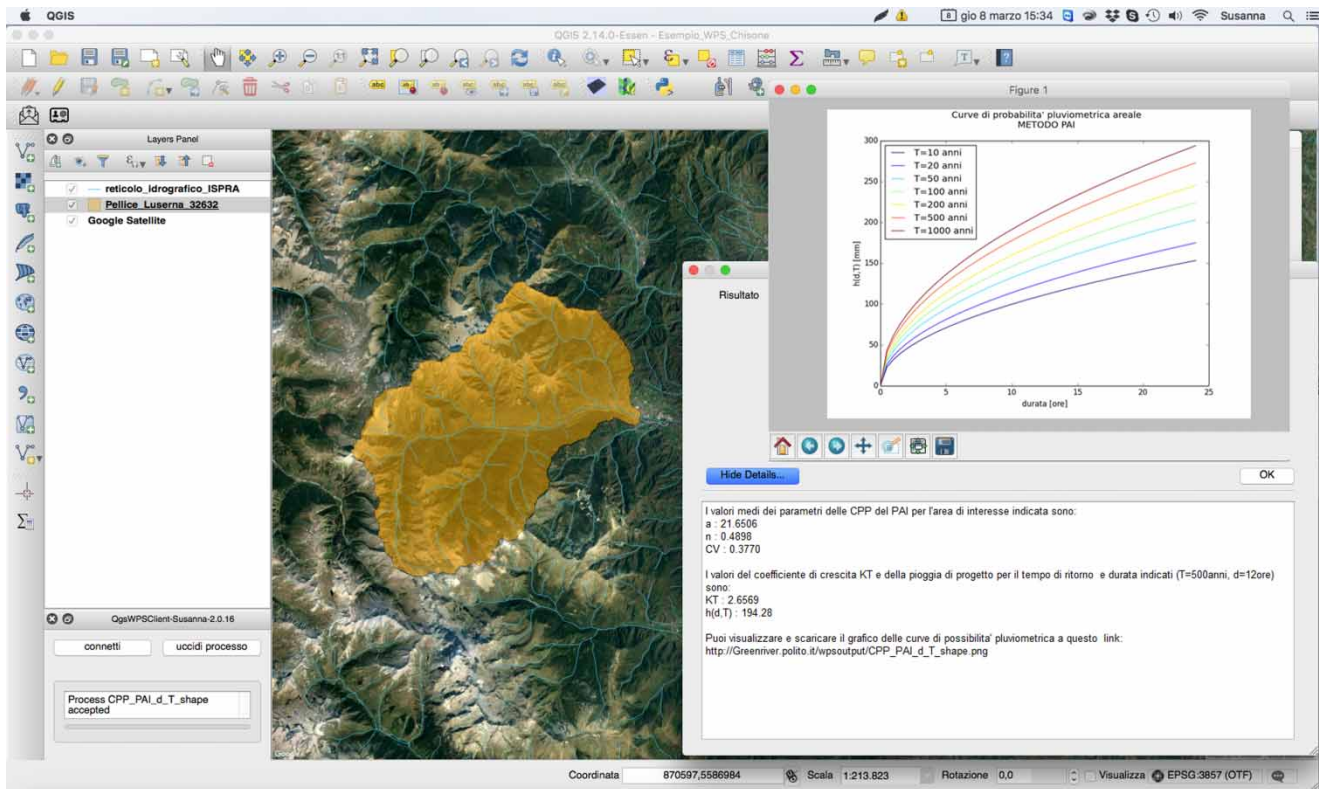 QGIS
gio 8 marzo 15:34
Susanna
QGIS 2.14.0-Essen - Esempio_WPS_Chisone
Layers Panel
reticolo_idrografico_ISPRA
Pellice_Luserna_32632
Google Satellite
Figure 1
Curve di probabilita' pluviometrica areale
METODO PAI
T=10 anni
T=20 anni
T=50 anni
T=100 anni
T=200 anni
T=500 anni
T=1000 anni
h(d,T) [mm]
300
250
200
150
100
50
0
0 5 10 15 20 25
durata [ore]
Risultato
Hide Details...
OK
I valori medi dei parametri delle CPP del PAI per l'area di interesse indicata sono:
a : 21.6506
n : 0.4898
CV : 0.3770
I valori del coefficiente di crescita KT e della pioggia di progetto per il tempo di ritorno e durata indicati (T=500anni, d=12ore)
sono:
KT : 2.6569
h(d,T) : 194.28
Puoi visualizzare e scaricare il grafico delle curve di possibilita' pluviometrica a questo link:
http://Greenriver.polito.it/wpsoutput/CPP_PAI_d_T_shape.png
QgsWPSClient-Susanna-2.0.16
connetti
uccidi processo
Process CPP_PAI_d_T_shape
accepted
Coordinata
870597,5586984
Scala
1:213.823
Rotazione
0,0
Visualizza
EPSG:3857 (OTF)